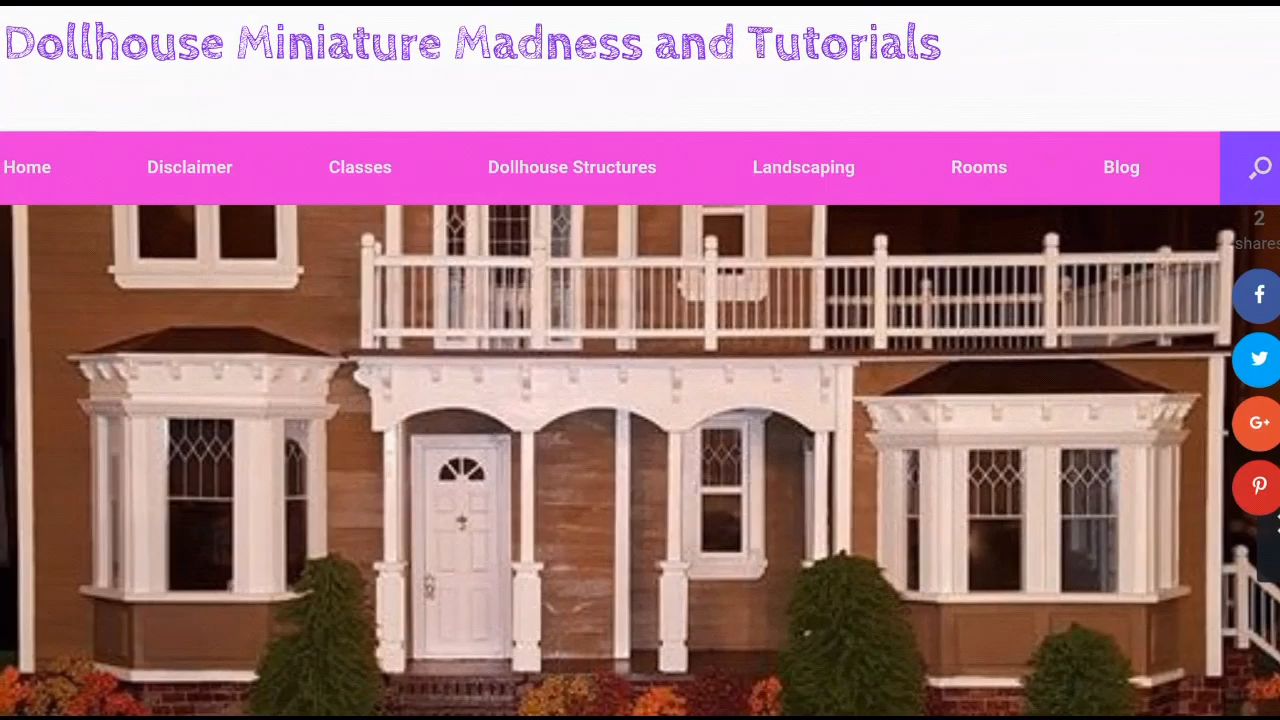 Dollhouse Miniature Madness and Tutorials
Home Disclaimer Classes Dollhouse Structures Landscaping Rooms Blog
2
shares